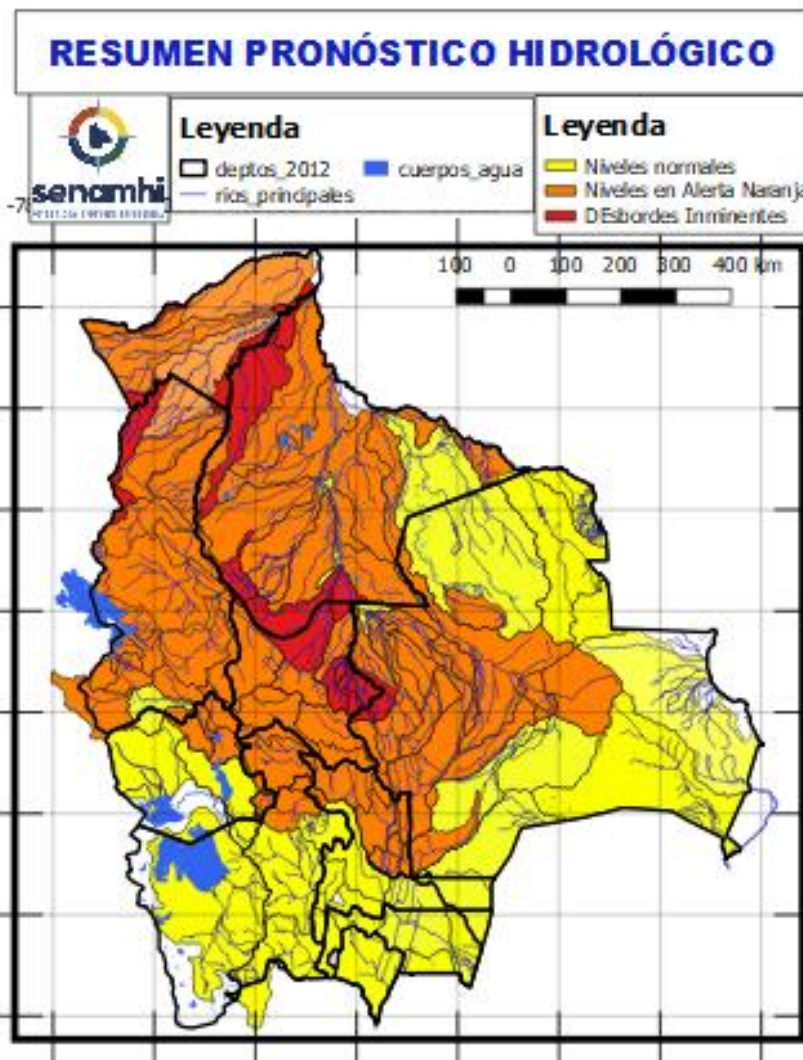 RESUMEN PRONÓSTICO HIDROLÓGICO
senamhi
Leyenda
deptos_2012
cuerpos_agua
rios_principales
Leyenda
Niveles normales
Niveles en Alerta Naranja
DEsbordes Inminentes
100 0 100 200 300 400 km